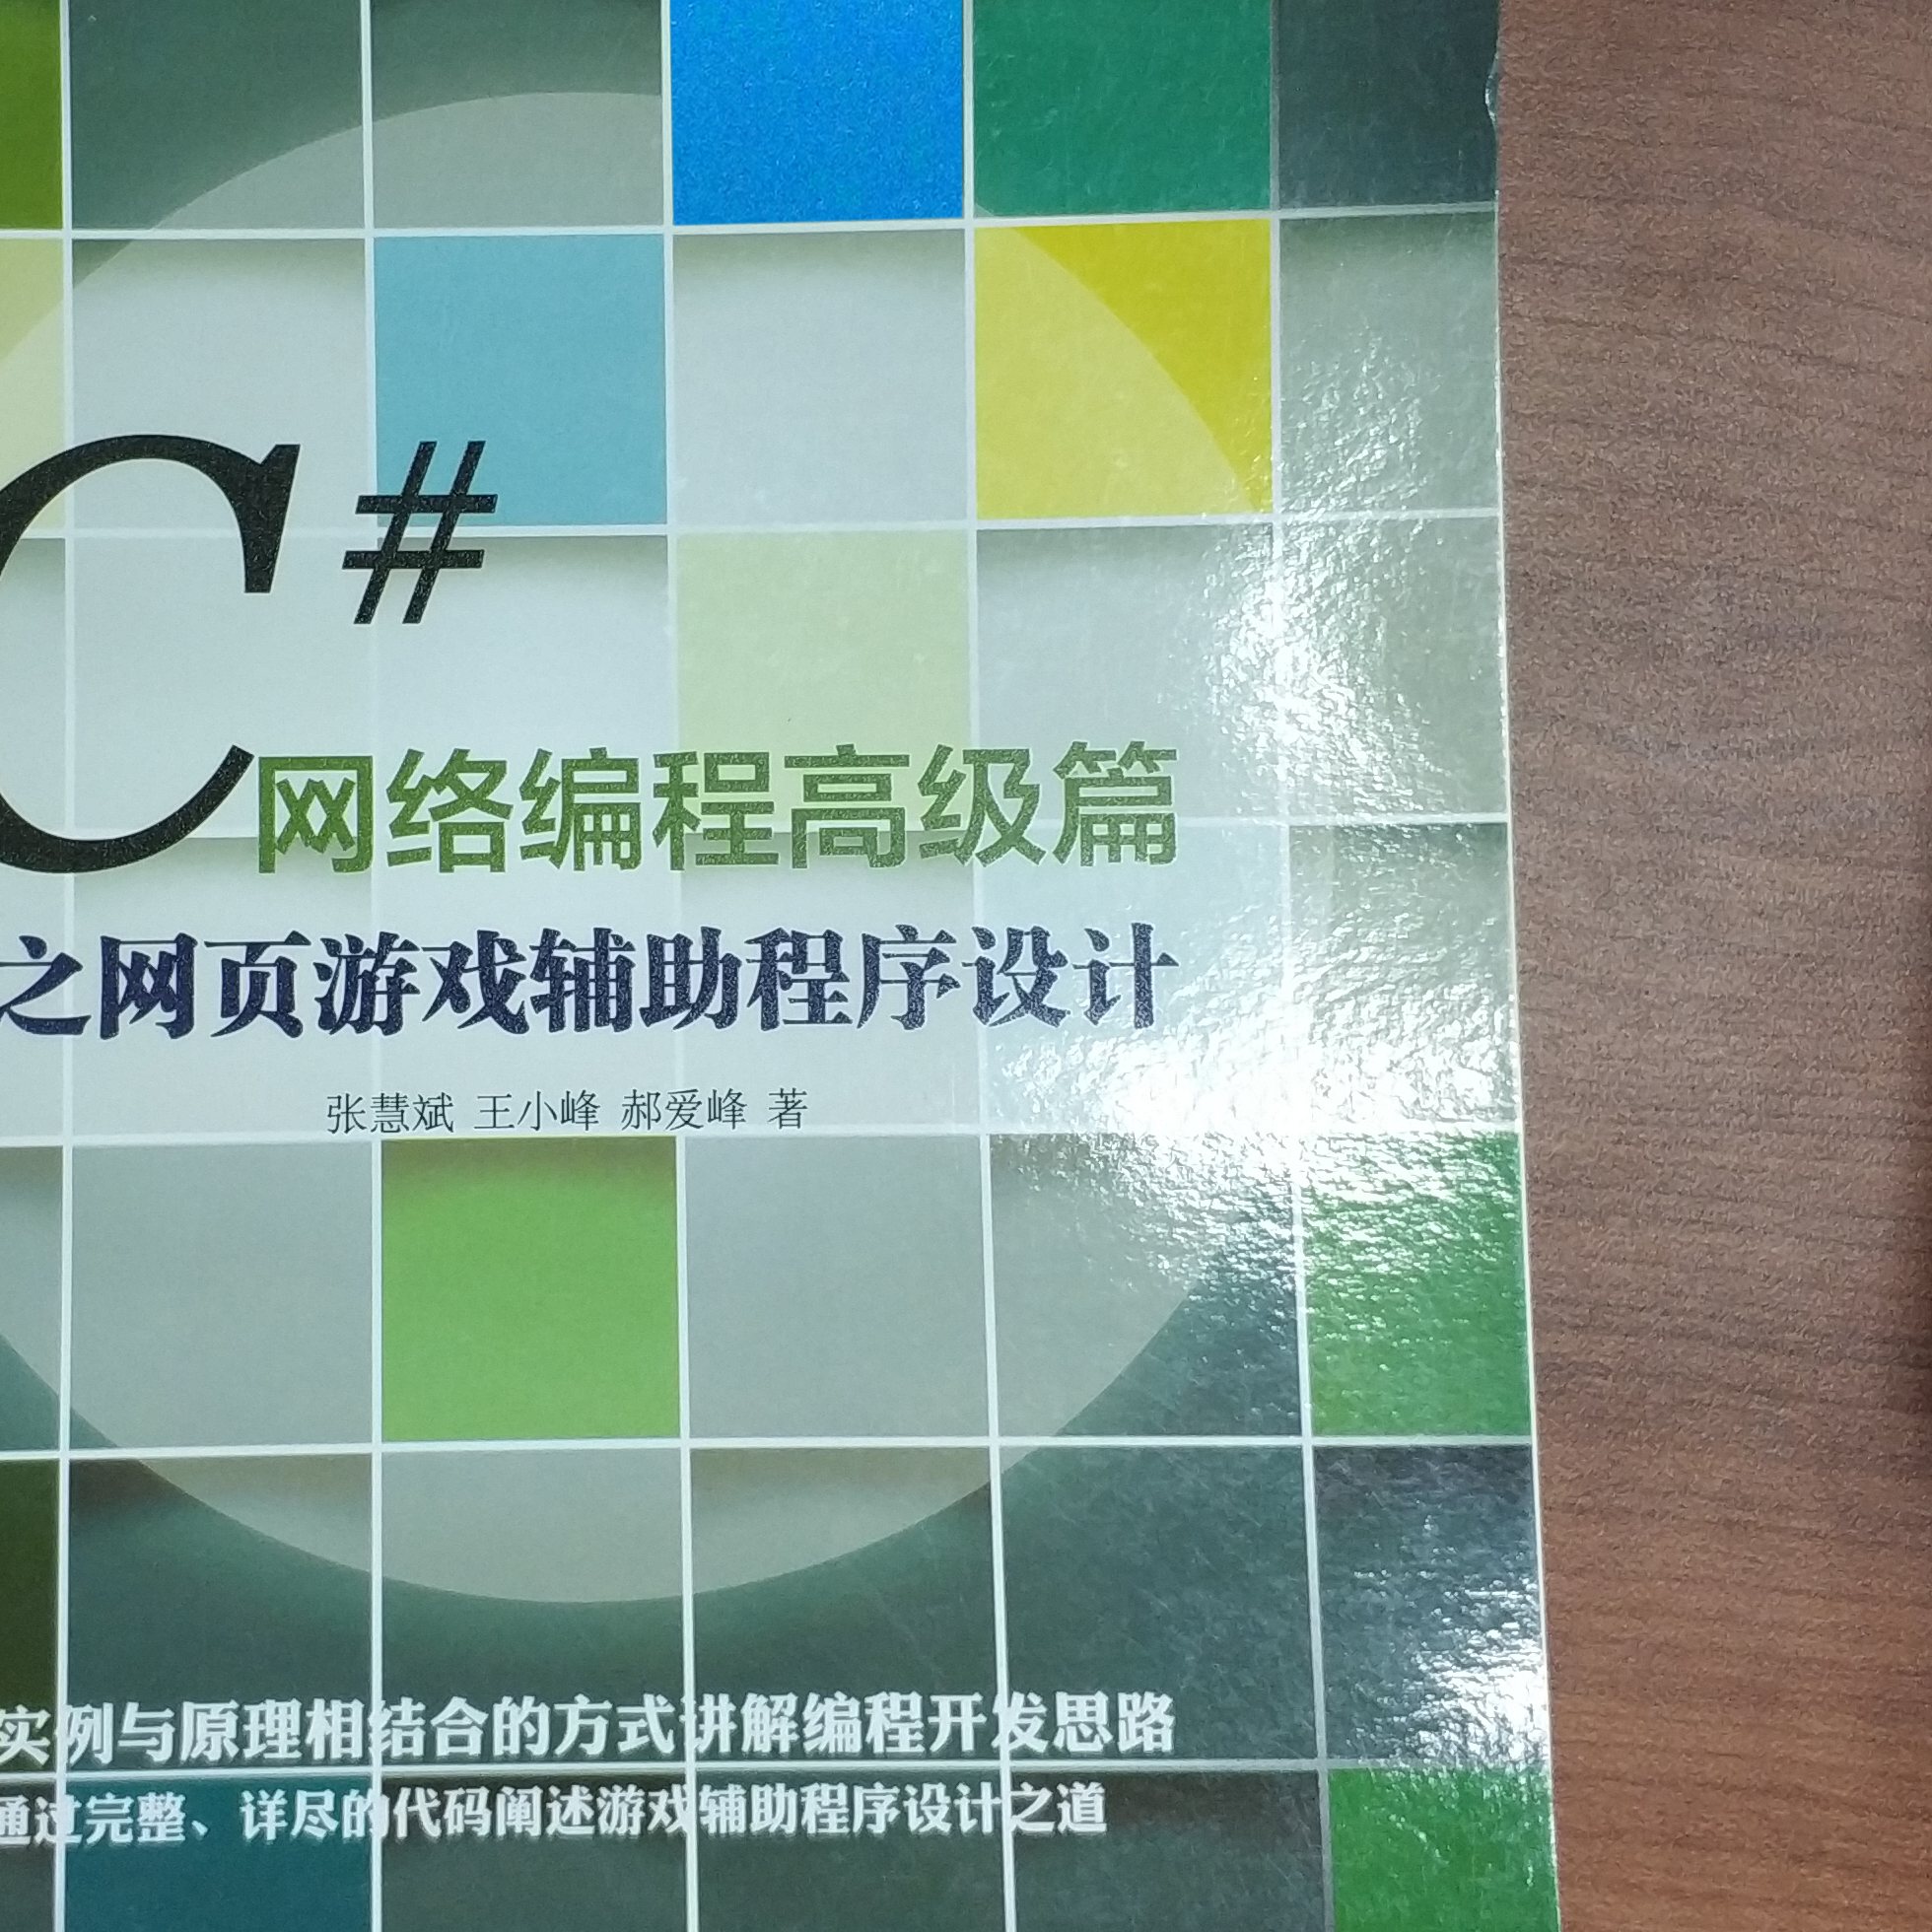 C#
网络编程高级篇
之网页游戏辅助程序设计
张慧斌 王小峰 郝爱峰 著
实例与原理相结合的方式讲解编程开发思路
通过完整、详尽的代码阐述游戏辅助程序设计之道